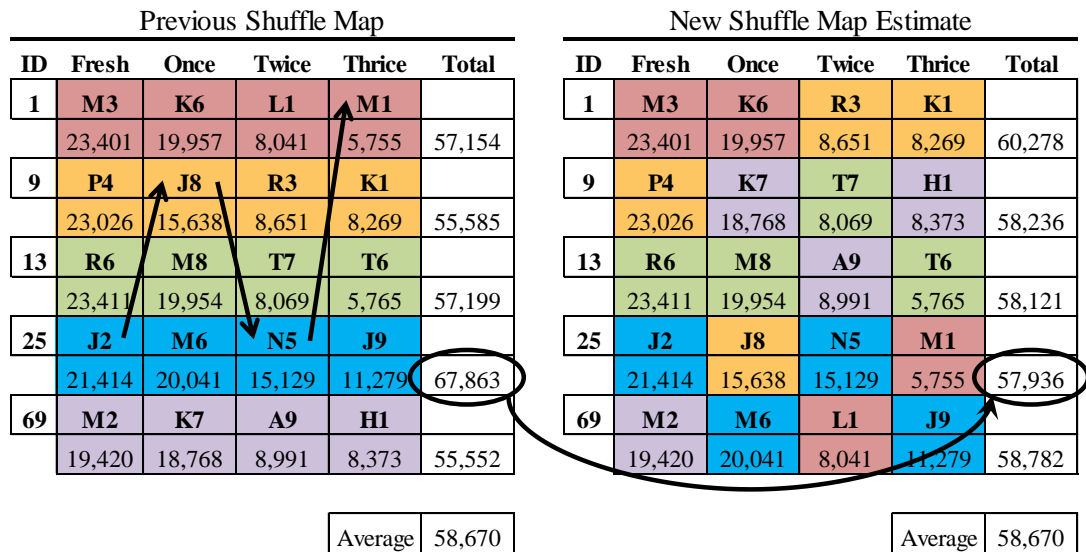 Previous Shuffle Map
ID Fresh Once Twice Thrice Total
1 M3 K6 L1 M1
23,401 19,957 8,041 5,755 57,154
9 P4 J8 R3 K1
23,026 15,638 8,651 8,269 55,585
13 R6 M8 T7 T6
23,411 19,954 8,069 5,765 57,199
25 J2 M6 N5 J9
21,414 20,041 15,129 11,279 67,863
69 M2 K7 A9 H1
19,420 18,768 8,991 8,373 55,552
Average 58,670
New Shuffle Map Estimate
ID Fresh Once Twice Thrice Total
1 M3 K6 R3 K1
23,401 19,957 8,651 8,269 60,278
9 P4 K7 T7 H1
23,026 18,768 8,069 8,373 58,236
13 R6 M8 A9 T6
23,411 19,954 8,991 5,765 58,121
25 J2 J8 N5 M1
21,414 15,638 15,129 5,755 57,936
69 M2 M6 L1 J9
19,420 20,041 8,041 11,279 58,782
Average 58,670